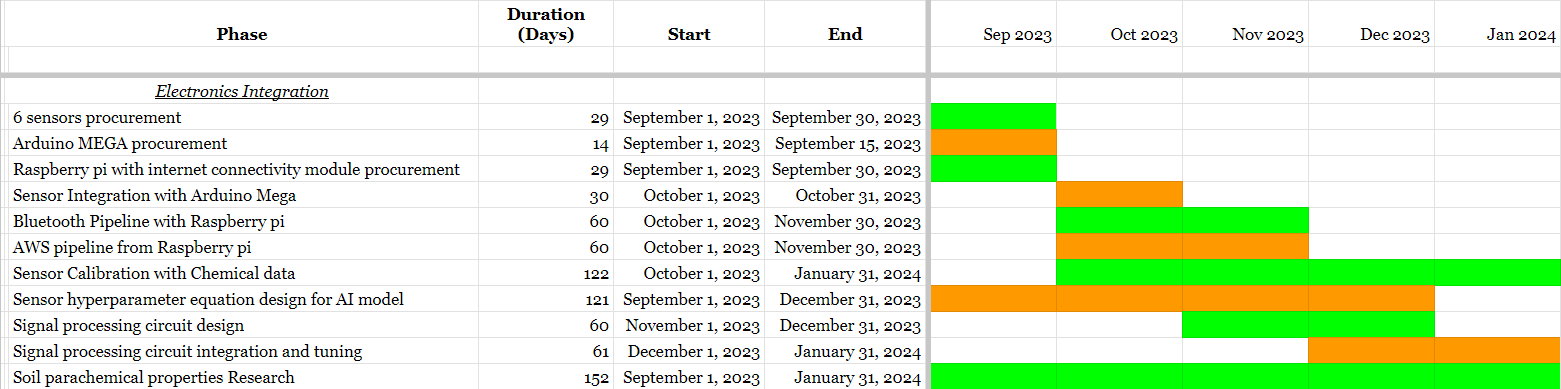 Phase Duration (Days) Start End Sep 2023 Oct 2023 Nov 2023 Dec 2023 Jan 2024
Electronics Integration
6 sensors procurement 29 September 1, 2023 September 30, 2023
Arduino MEGA procurement 14 September 1, 2023 September 15, 2023
Raspberry pi with internet connectivity module procurement 29 September 1, 2023 September 30, 2023
Sensor Integration with Arduino Mega 30 October 1, 2023 October 31, 2023
Bluetooth Pipeline with Raspberry pi 60 October 1, 2023 November 30, 2023
AWS pipeline from Raspberry pi 60 October 1, 2023 November 30, 2023
Sensor Calibration with Chemical data 122 October 1, 2023 January 31, 2024
Sensor hyperparameter equation design for AI model 121 September 1, 2023 December 31, 2023
Signal processing circuit design 60 November 1, 2023 December 31, 2023
Signal processing circuit integration and tuning 61 December 1, 2023 January 31, 2024
Soil parachemical properties Research 152 September 1, 2023 January 31, 2024